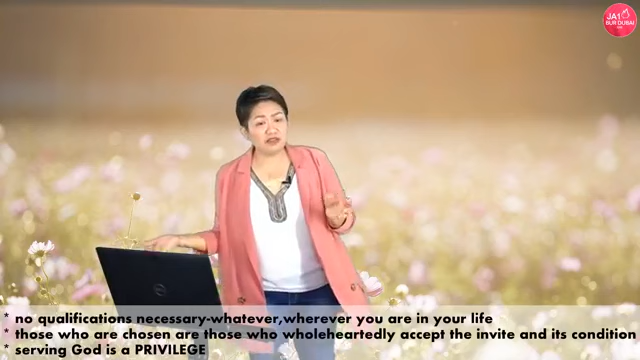 JA1
BUR DUBAI
* no qualifications necessary-whatever,wherever you are in your life
* those who are chosen are those who wholeheartedly accept the invite and its condition
* serving God is a PRIVILEGE
DELL